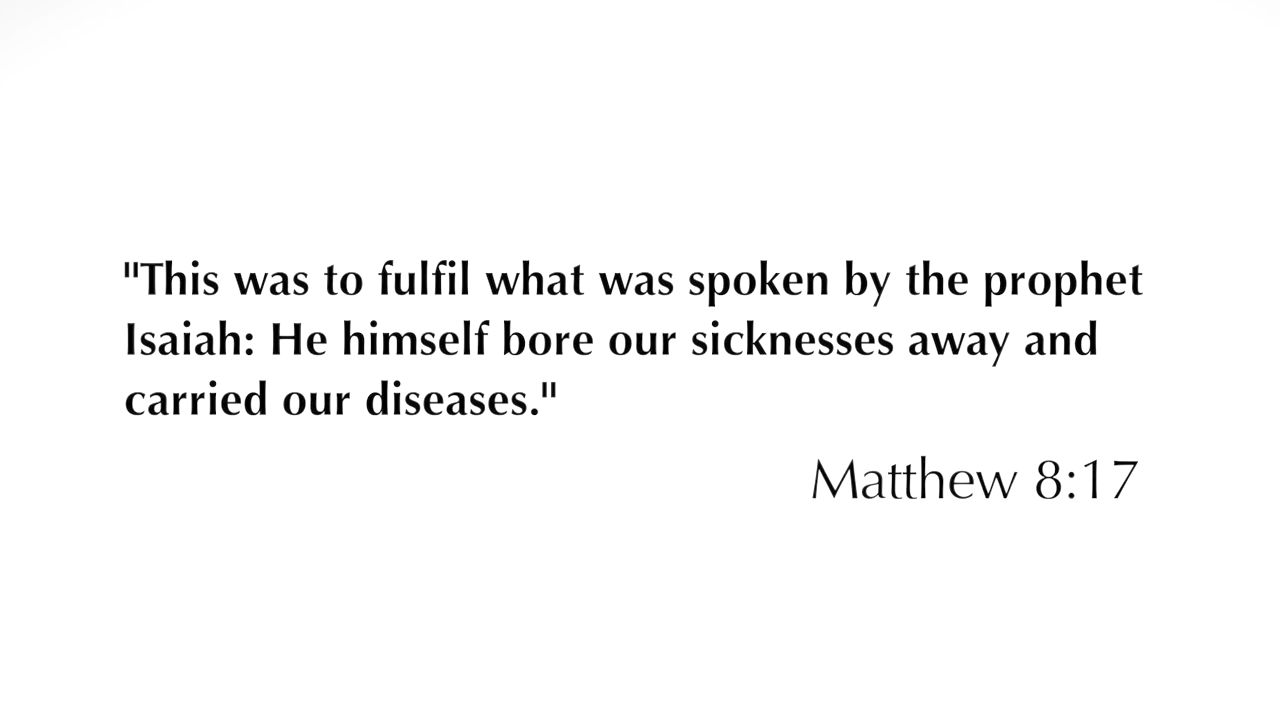 "This was to fulfil what was spoken by the prophet
Isaiah: He himself bore our sicknesses away and
carried our diseases."
Matthew 8:17